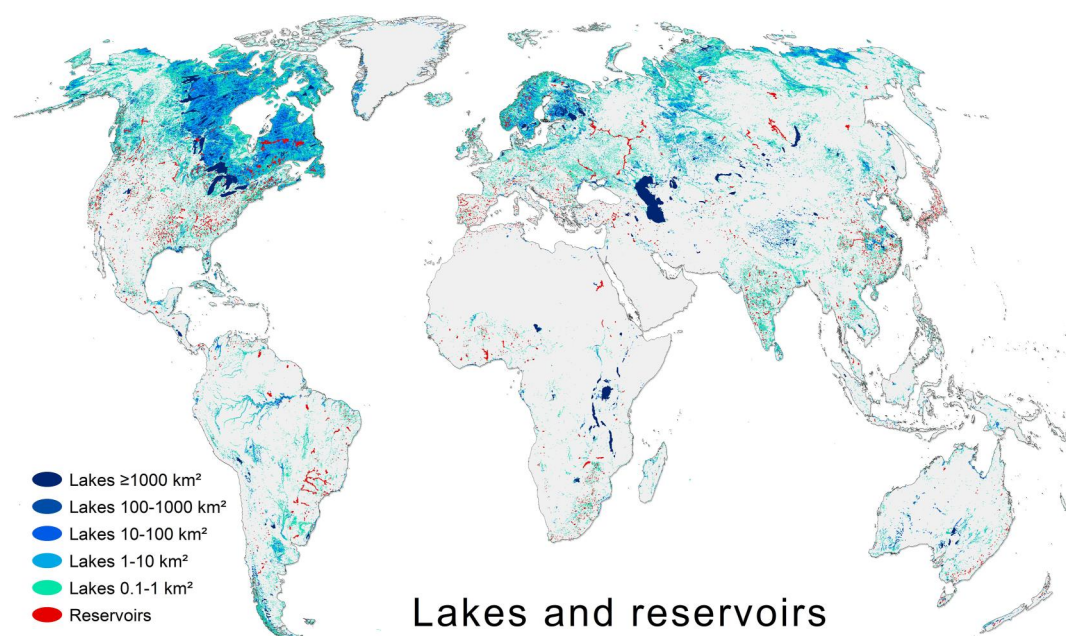 Lakes ≥1000 km²
Lakes 100-1000 km²
Lakes 10-100 km²
Lakes 1-10 km²
Lakes 0.1-1 km²
Reservoirs
Lakes and reservoirs